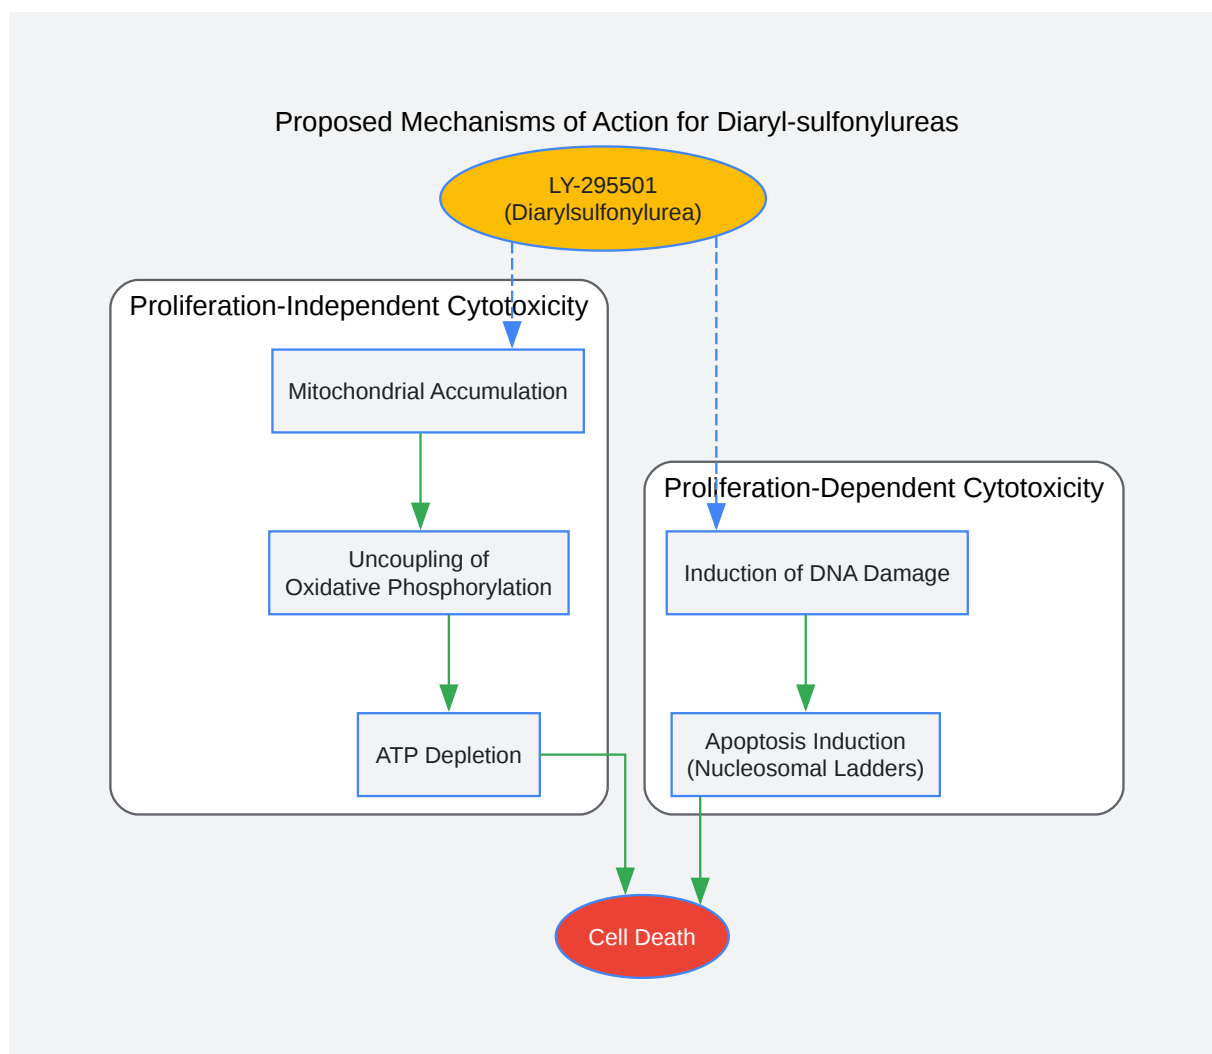 Proposed Mechanisms of Action for Diaryl-sulfonylureas
LY-295501
(Diarylsulfonylurea)
Proliferation-Independent Cytotoxicity
Mitochondrial Accumulation
Uncoupling of
Oxidative Phosphorylation
ATP Depletion
Proliferation-Dependent Cytotoxicity
Induction of DNA Damage
Apoptosis Induction
(Nucleosomal Ladders)
Cell Death